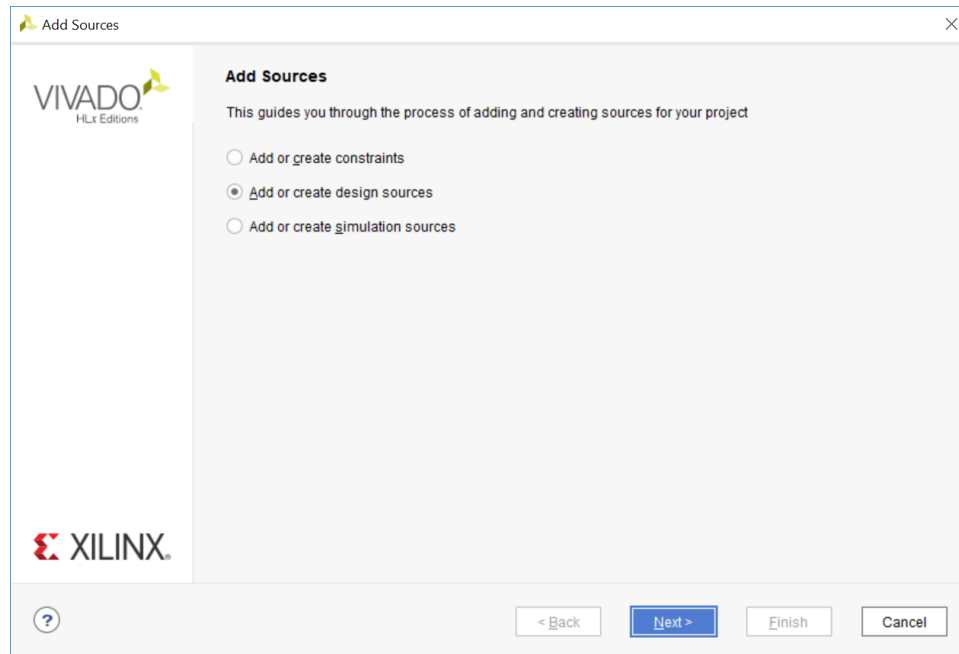 Add Sources
VIVADO.
HLx Editions
Add Sources
This guides you through the process of adding and creating sources for your project
Add or create constraints
Add or create design sources
Add or create simulation sources
XILINX.
?
< Back
Next >
Finish
Cancel